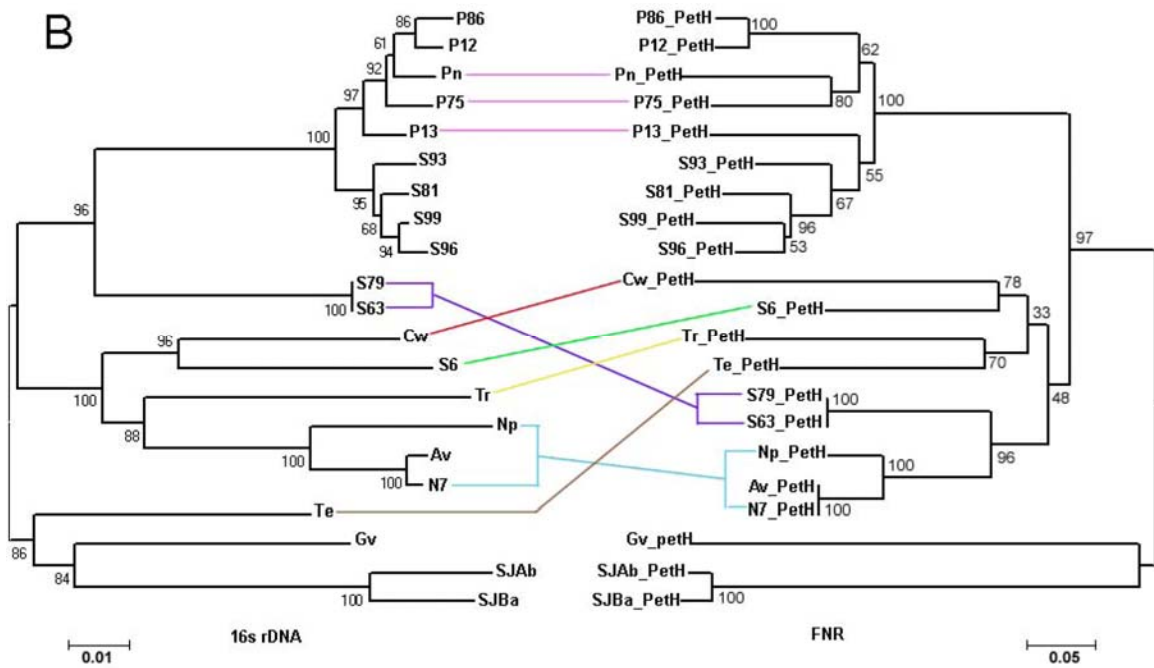 B
86 P86 P86_PetH 100
61 P12 P12_PetH 62
92 Pn Pn_PetH
97 P75 P75_PetH 80 100
100 P13 P13_PetH
S93 S93_PetH 55
95 S81 S81_PetH 67
68 S99 S99_PetH 96
96 94 S96 S96_PetH 53 97
S79 Cw_PetH 78
100 S63 S6_PetH 33
96 Cw Tr_PetH
S6 Te_PetH 70
100 Tr S79_PetH 100 48
88 Np S63_PetH
100 Av Np_PetH 100 96
100 N7 Av_PetH
Te N7_PetH 100
86 Gv Gv_petH
84 SJAb SJAb_PetH
100 SJBa SJBa_PetH 100
16s rDNA FNR
0.01 0.05